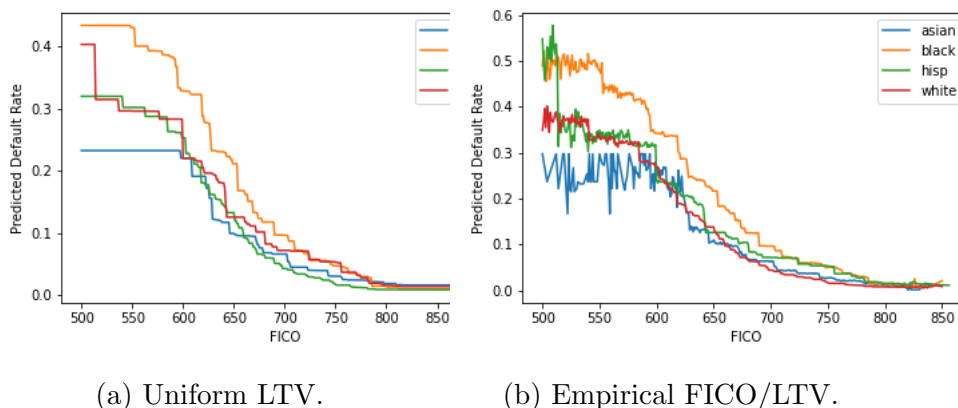 0.4
0.3
0.2
0.1
0.0
Predicted Default Rate
500 550 600 650 700 750 800 850
FICO
(a) Uniform LTV.
0.6
0.5
0.4
0.3
0.2
0.1
0.0
Predicted Default Rate
asian
black
hisp
white
500 550 600 650 700 750 800 850
FICO
(b) Empirical FICO/LTV.